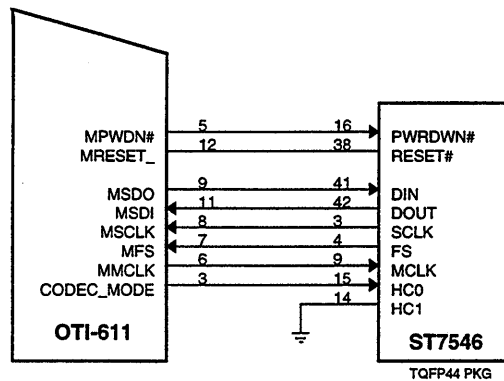 MPWDN# 5 16 PWRDWN#
MRESET_ 12 38 RESET#
MSDO 9 41 DIN
MSDI 11 42 DOUT
MSCLK 8 3 SCLK
MFS 7 4 FS
MMCLK 6 9 MCLK
CODEC_MODE 3 15 HC0
14 HC1
OTI-611 ST7546
TQFP44 PKG